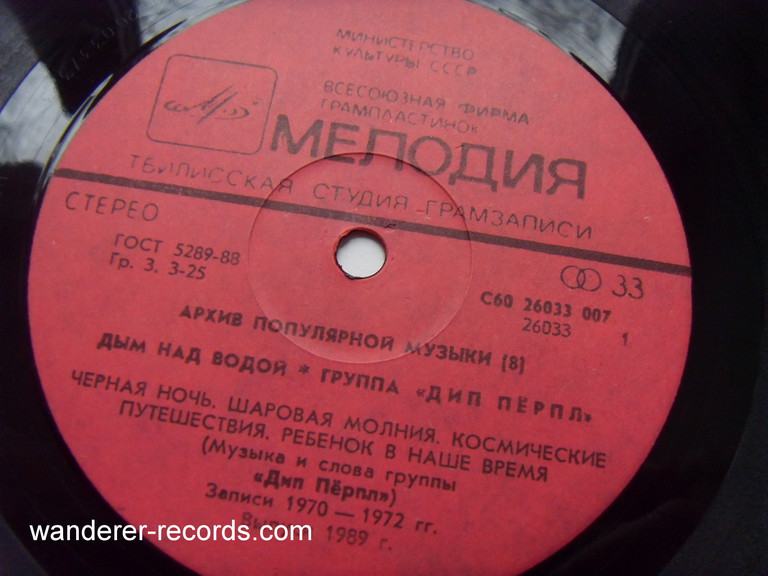 МИНИСТЕРСТВО
КУЛЬТУРЫ СССР
ВСЕСОЮЗНАЯ ФИРМА
ГРАМПЛАСТИНОК
МЕЛОДИЯ
ТБИЛИССКАЯ СТУДИЯ ГРАМЗАПИСИ
СТЕРЕО
ГОСТ 5289-88
Гр. 3. 3-25
33
С60 26033 007
26033 1
АРХИВ ПОПУЛЯРНОЙ МУЗЫКИ (8)
ДЫМ НАД ВОДОЙ * ГРУППА «ДИП ПЁРПЛ»
ЧЕРНАЯ НОЧЬ. ШАРОВАЯ МОЛНИЯ. КОСМИЧЕСКИЕ
ПУТЕШЕСТВИЯ. РЕБЕНОК В НАШЕ ВРЕМЯ
(Музыка и слова группы
«Дип Пёрпл»)
Записи 1970 — 1972 гг.
1989 г.
wanderer-records.com